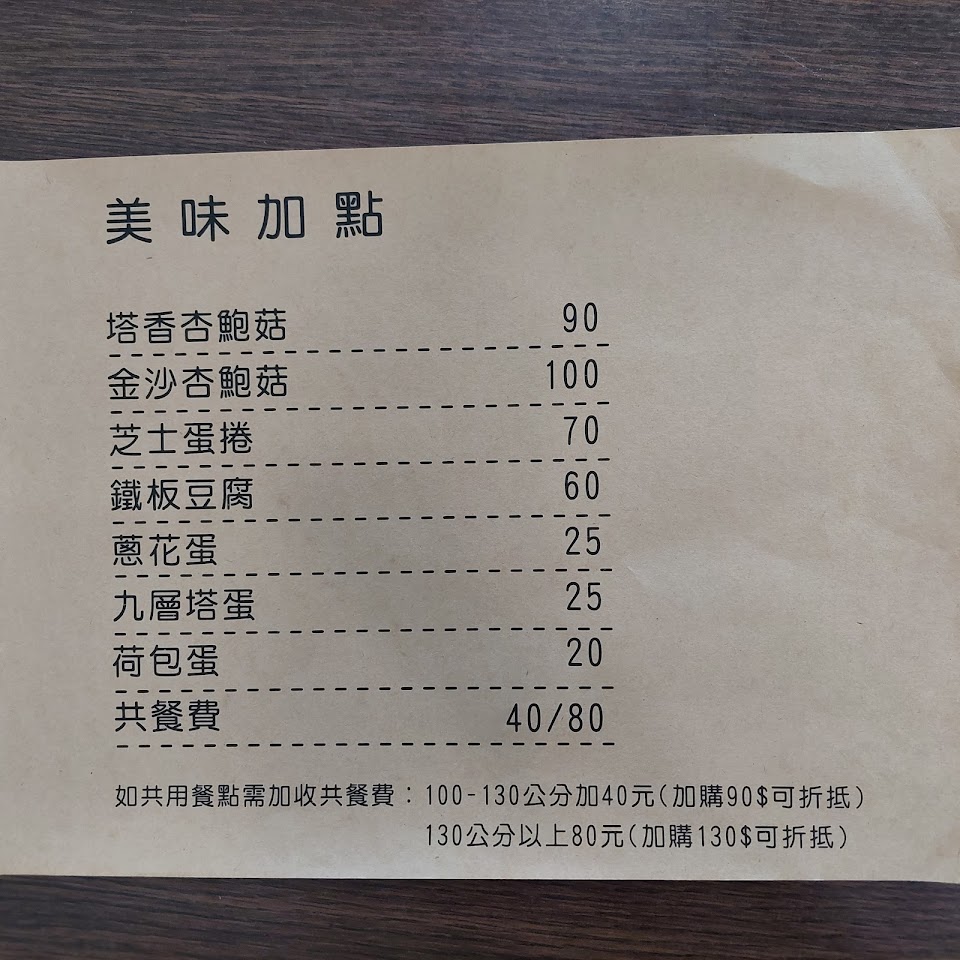 美味加點
塔香杏鮑菇 90
金沙杏鮑菇 100
芝士蛋捲 70
鐵板豆腐 60
蔥花蛋 25
九層塔蛋 25
荷包蛋 20
共餐費 40/80
如共用餐點需加收共餐費：100-130公分加40元(加購90$可折抵)
130公分以上80元(加購130$可折抵)